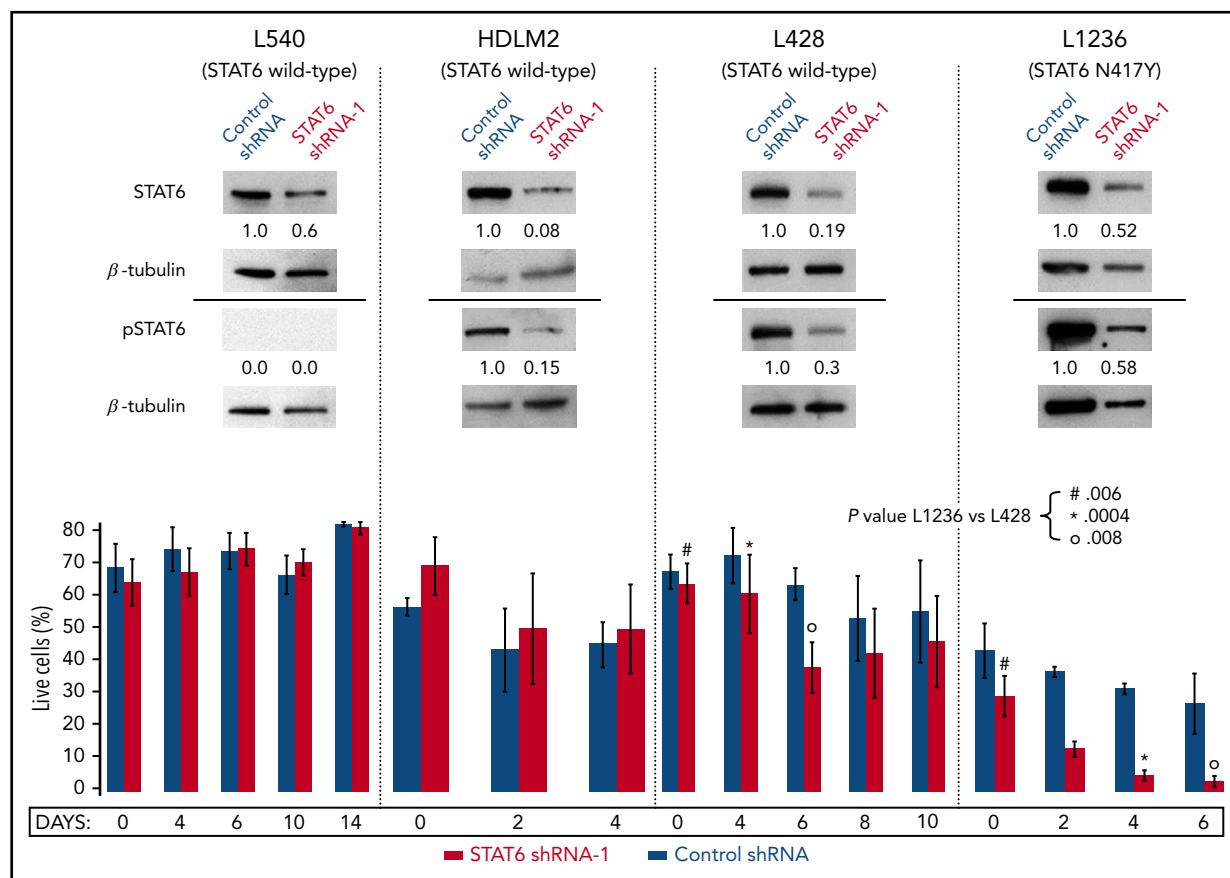 L540 HDLM2 L428 L1236
(STAT6 wild-type) (STAT6 wild-type) (STAT6 wild-type) (STAT6 N417Y)
Control shRNA STAT6 shRNA-1 Control shRNA STAT6 shRNA-1 Control shRNA STAT6 shRNA-1 Control shRNA STAT6 shRNA-1
STAT6
1.0 0.6 1.0 0.08 1.0 0.19 1.0 0.52
β-tubulin
pSTAT6
0.0 0.0 1.0 0.15 1.0 0.3 1.0 0.58
β-tubulin
# .006
P value L1236 vs L428 * .0004
o .008
Live cells (%)
80
70
60
50
40
30
20
10
0
# * o # * o
DAYS: 0 4 6 10 14 0 2 4 0 4 6 8 10 0 2 4 6
STAT6 shRNA-1 Control shRNA